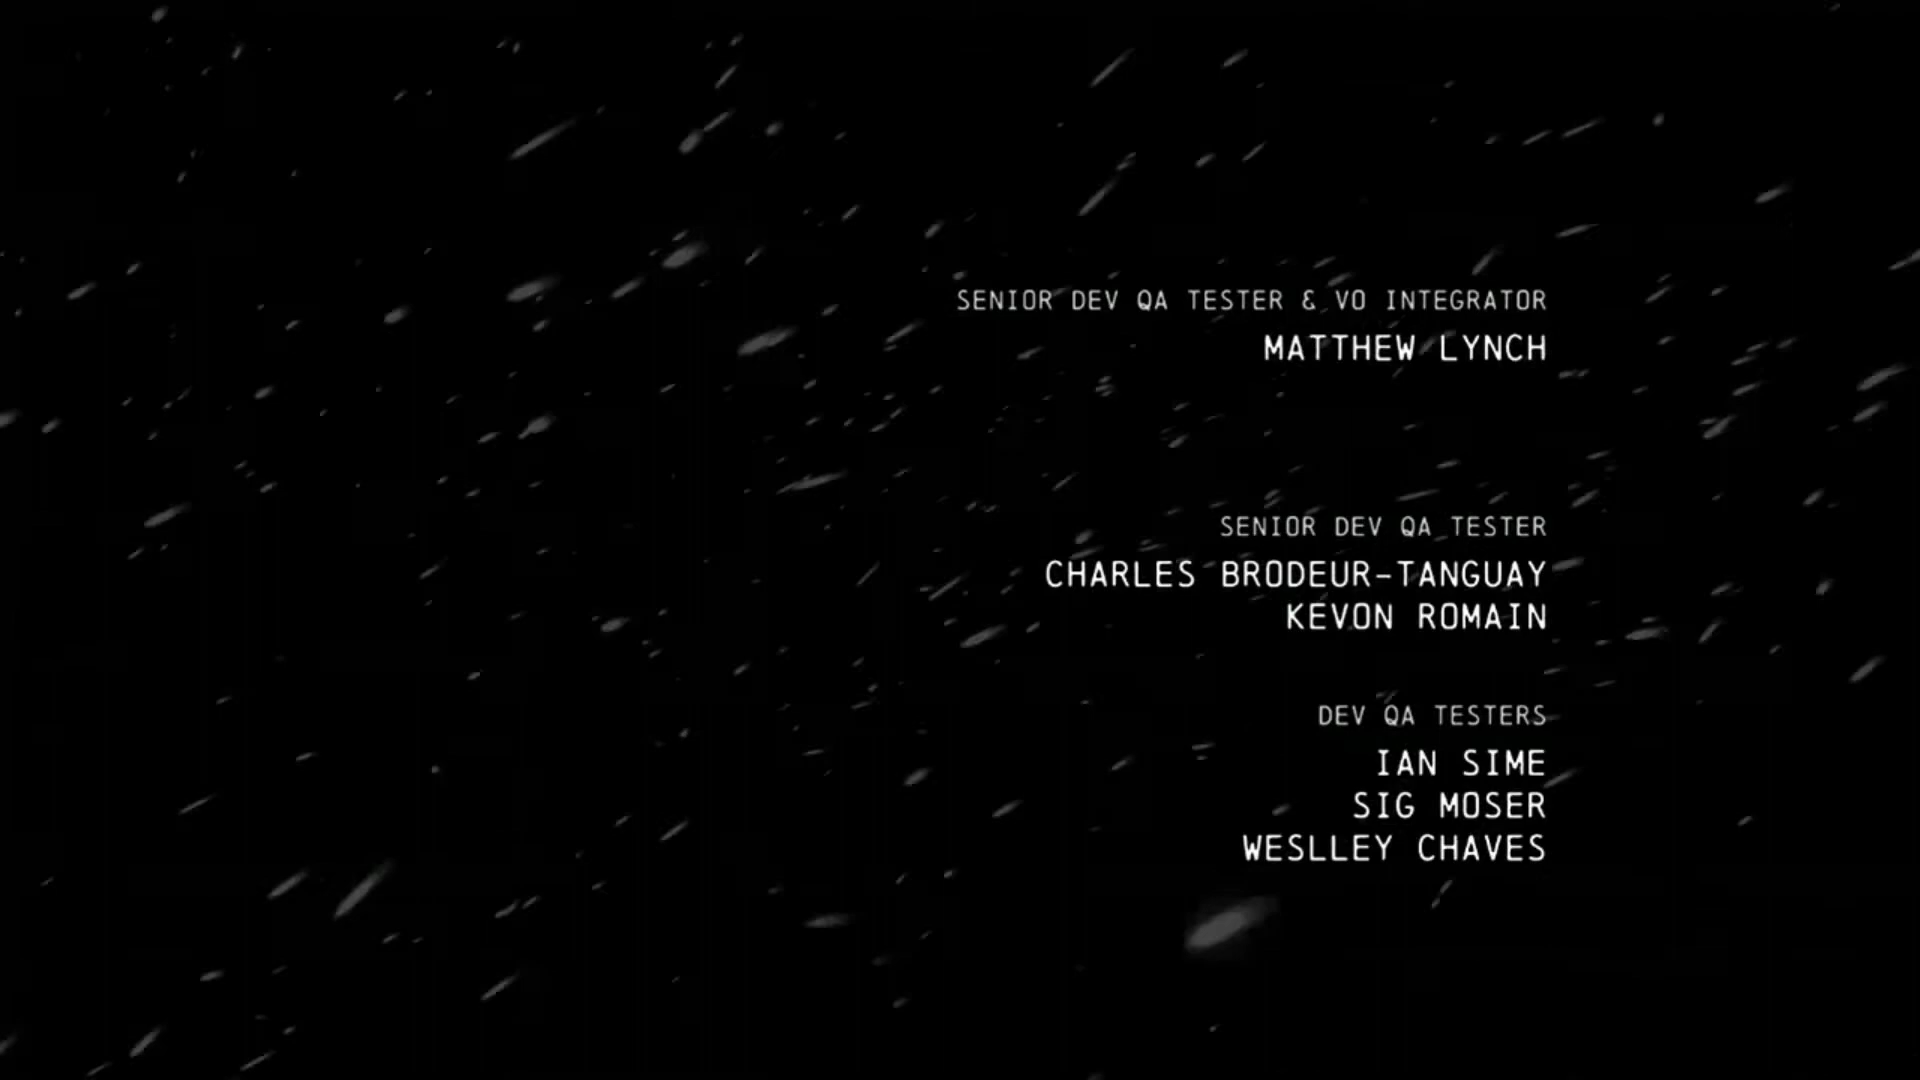 SENIOR DEV QA TESTER & VO INTEGRATOR
MATTHEW LYNCH
SENIOR DEV QA TESTER
CHARLES BRODEUR-TANGUAY
KEVON ROMAIN
DEV QA TESTERS
IAN SIME
SIG MOSER
WESLLEY CHAVES